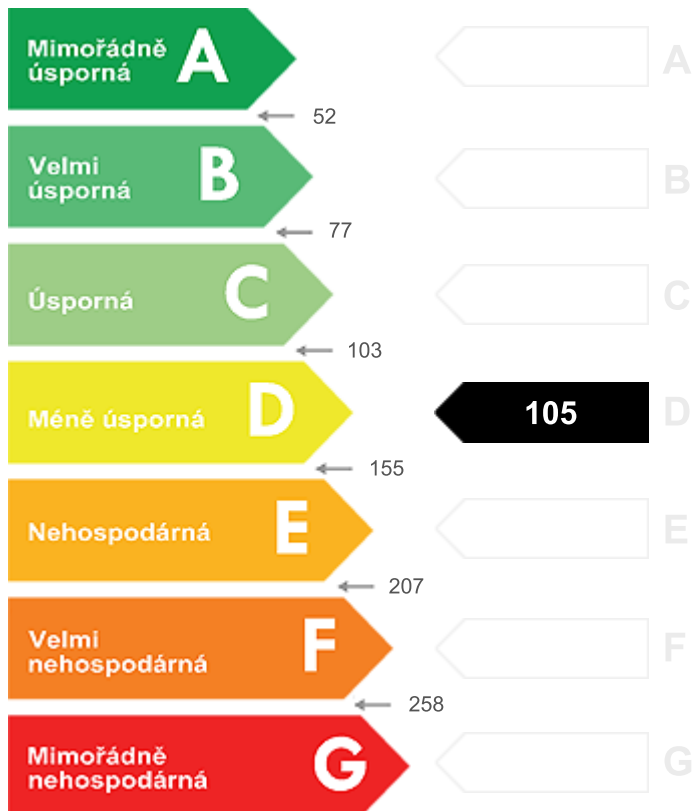 Mimořádně
úsporná
A
A
52
Velmi
úsporná
B
B
77
Úsporná
C
C
103
Méně úsporná
D
105
D
155
Nehospodárná
E
E
207
Velmi
nehospodárná
F
F
258
Mimořádně
nehospodárná
G
G